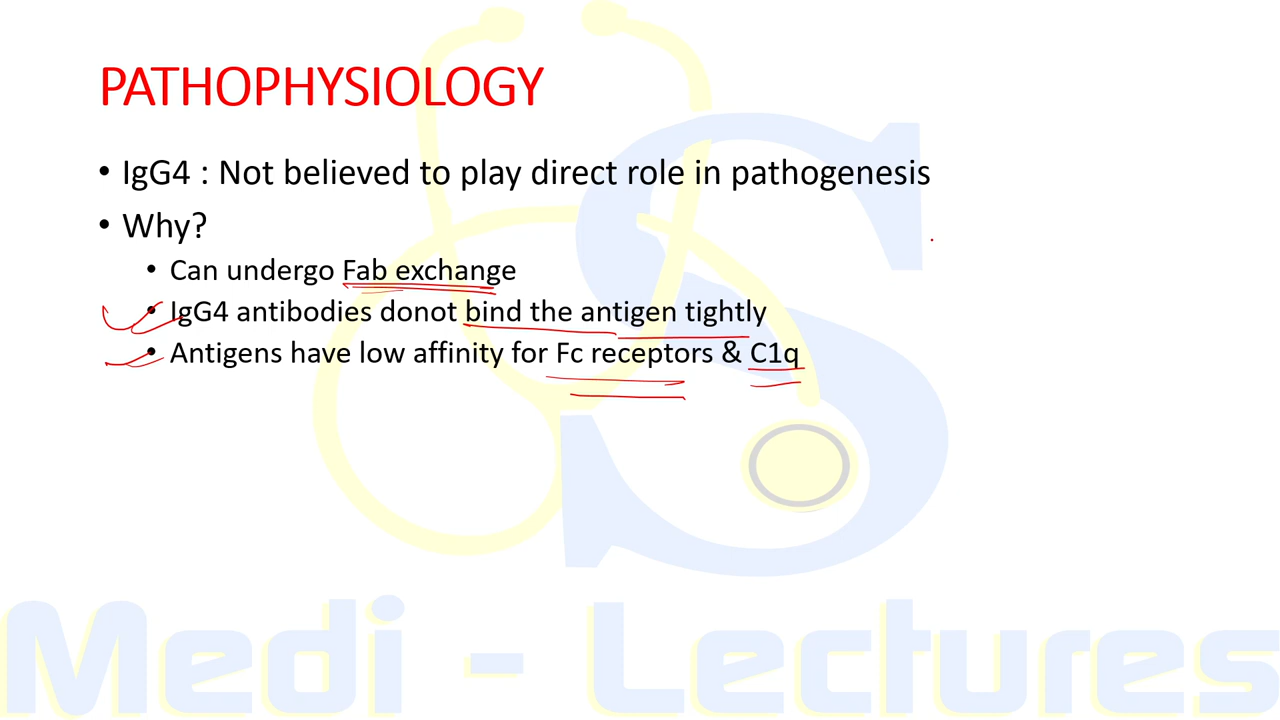 PATHOPHYSIOLOGY
• IgG4 : Not believed to play direct role in pathogenesis
• Why?
• Can undergo Fab exchange
• IgG4 antibodies donot bind the antigen tightly
• Antigens have low affinity for Fc receptors & C1q
Medi - Lectures